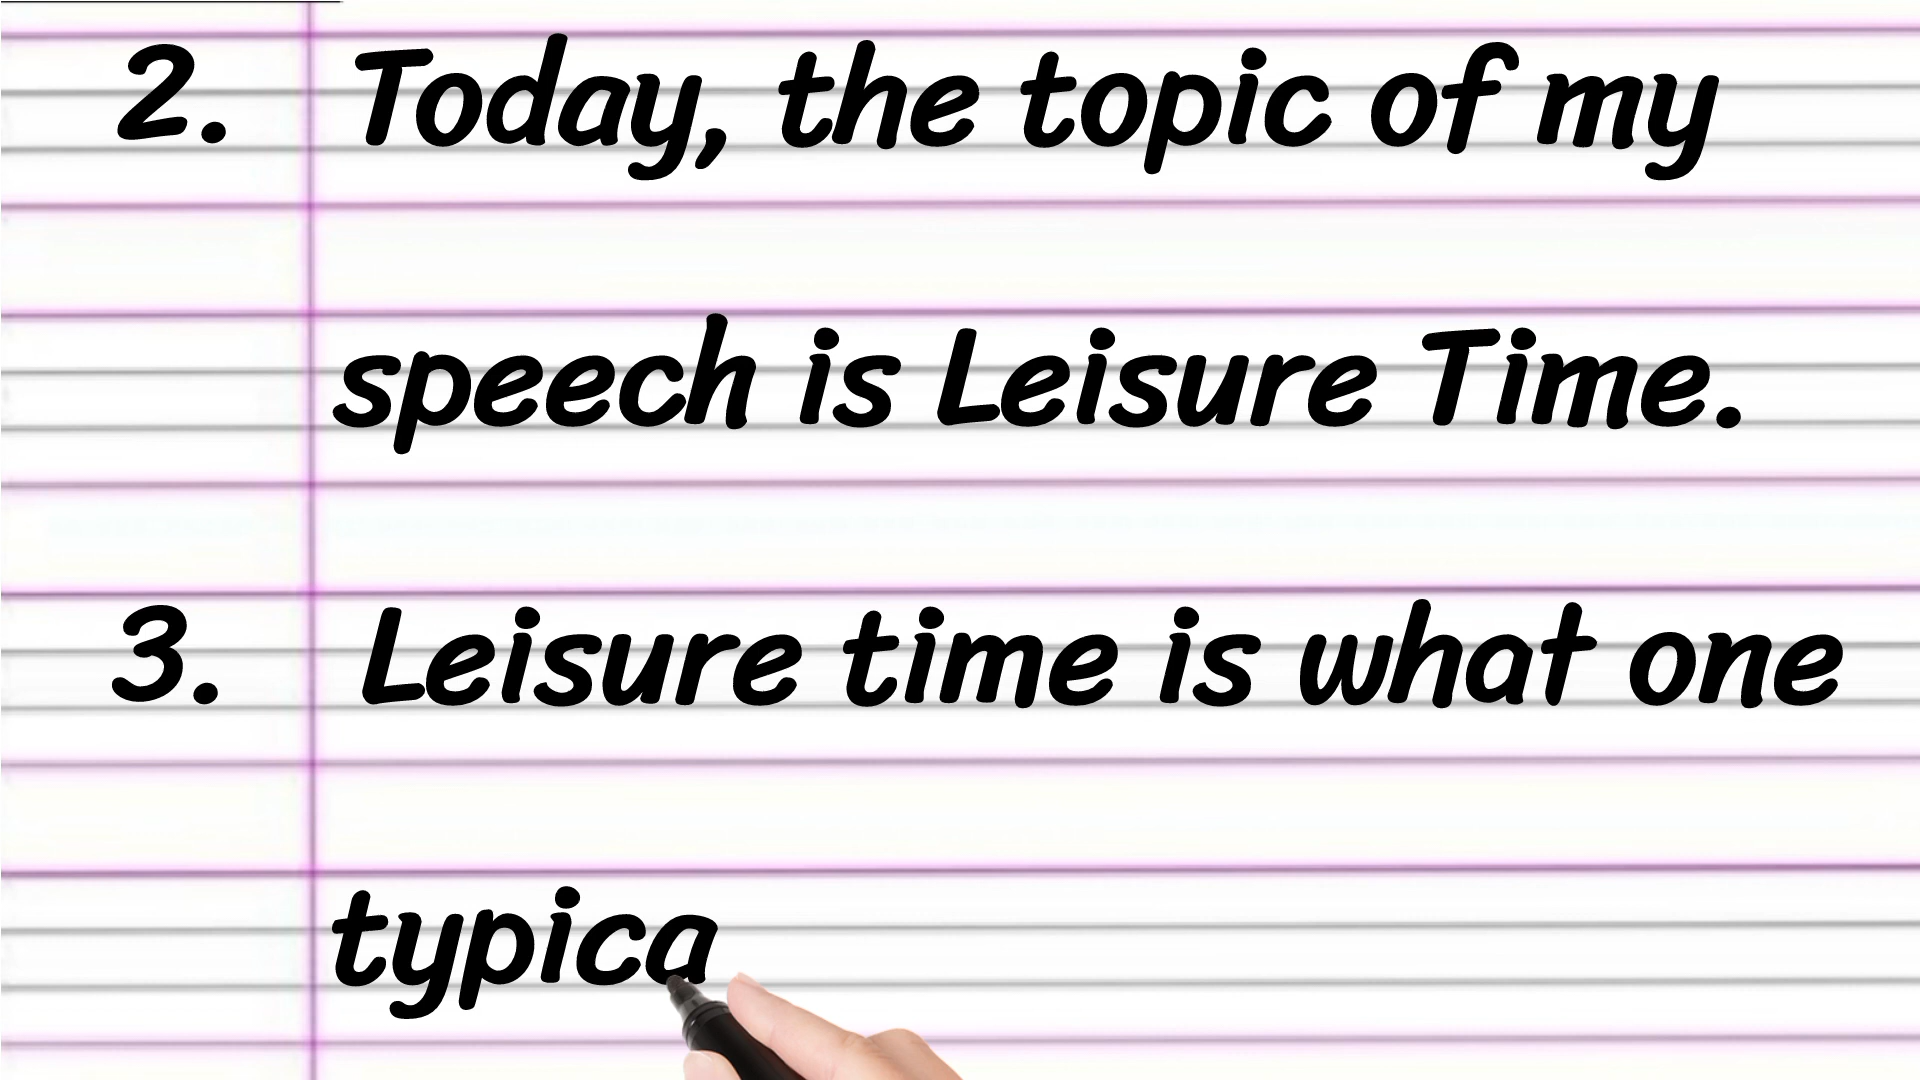 2. Today, the topic of my
speech is Leisure Time.
3. Leisure time is what one
typica